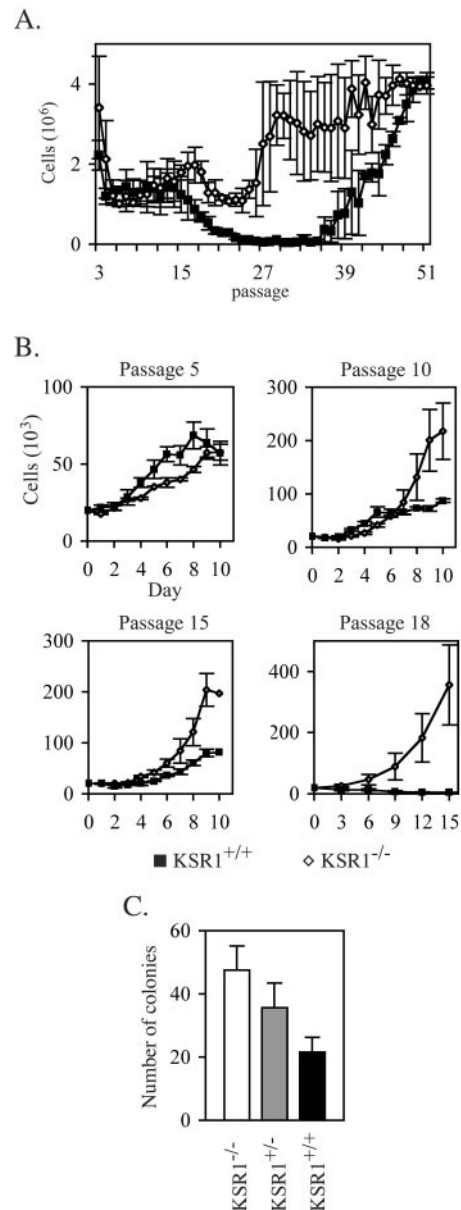 A.
Cells (10⁶)
4
2
0
3 15 27 39 51
passage
B.
Passage 5
Passage 10
Cells (10³)
100
50
0
300
200
100
0
0 2 4 6 8 10
0 2 4 6 8 10
Day
Passage 15
Passage 18
300
200
100
0
400
200
0
0 2 4 6 8 10
0 3 6 9 12 15
KSR1+/+
KSR1-/-
C.
Number of colonies
60
40
20
0
KSR1-/-
KSR1+/-
KSR1+/+